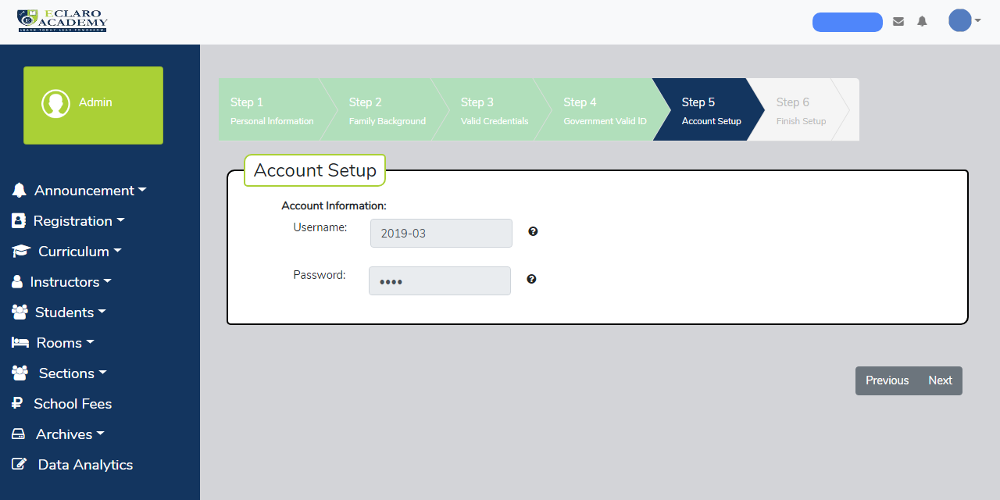 ECLARO
ACADEMY
LEARN TODAY LEAD TOMORROW
Admin
Announcement
Registration
Curriculum
Instructors
Students
Rooms
Sections
School Fees
Archives
Data Analytics
Step 1
Personal Information
Step 2
Family Background
Step 3
Valid Credentials
Step 4
Government Valid ID
Step 5
Account Setup
Step 6
Finish Setup
Account Setup
Account Information:
Username: 2019-03
Password: ••••
Previous Next